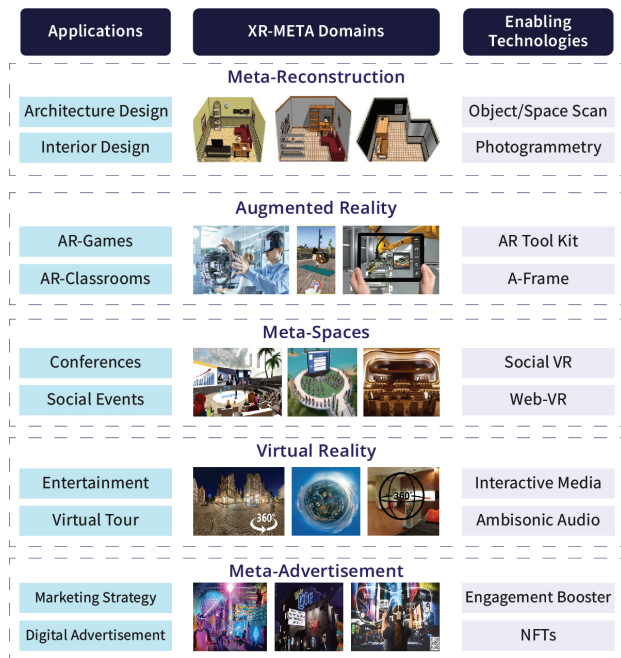 Applications
XR-META Domains
Enabling
Technologies
Meta-Reconstruction
Architecture Design
Interior Design
Object/Space Scan
Photogrammetry
Augmented Reality
AR-Games
AR-Classrooms
AR Tool Kit
A-Frame
Meta-Spaces
Conferences
Social Events
Social VR
Web-VR
Virtual Reality
Entertainment
Virtual Tour
360°
360°
Interactive Media
Ambisonic Audio
Meta-Advertisement
Marketing Strategy
Digital Advertisement
Engagement Booster
NFTs